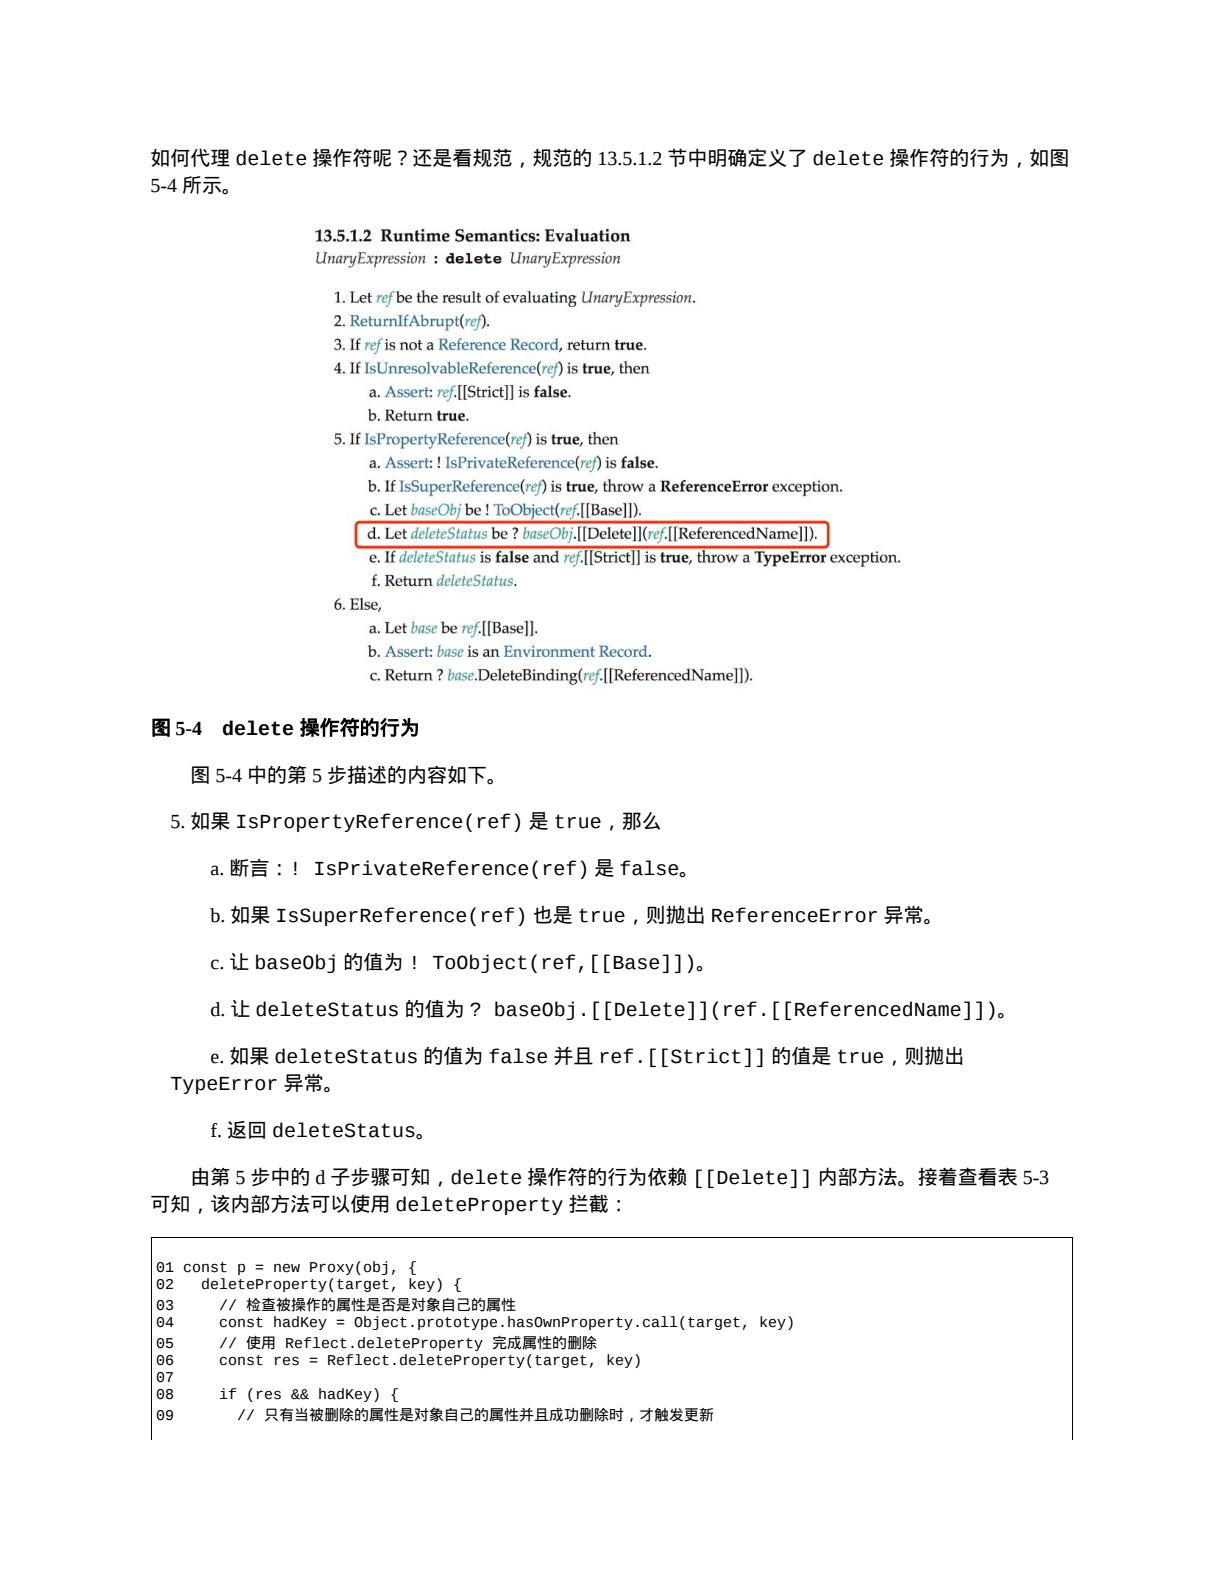 如何代理 delete 操作符呢？还是看规范，规范的 13.5.1.2 节中明确定义了 delete 操作符的行为，如图
5-4 所示。
13.5.1.2 Runtime Semantics: Evaluation
UnaryExpression : delete UnaryExpression
1. Let ref be the result of evaluating UnaryExpression.
2. ReturnIfAbrupt(ref).
3. If ref is not a Reference Record, return true.
4. If IsUnresolvableReference(ref) is true, then
a. Assert: ref.[[Strict]] is false.
b. Return true.
5. If IsPropertyReference(ref) is true, then
a. Assert: ! IsPrivateReference(ref) is false.
b. If IsSuperReference(ref) is true, throw a ReferenceError exception.
c. Let baseObj be ! ToObject(ref.[[Base]]).
d. Let deleteStatus be ? baseObj.[[Delete]](ref.[[ReferencedName]]).
e. If deleteStatus is false and ref.[[Strict]] is true, throw a TypeError exception.
f. Return deleteStatus.
6. Else,
a. Let base be ref.[[Base]].
b. Assert: base is an Environment Record.
c. Return ? base.DeleteBinding(ref.[[ReferencedName]]).
图 5-4 delete 操作符的行为
图 5-4 中的第 5 步描述的内容如下。
5. 如果 IsPropertyReference(ref) 是 true，那么
a. 断言：! IsPrivateReference(ref) 是 false。
b. 如果 IsSuperReference(ref) 也是 true，则抛出 ReferenceError 异常。
c. 让 baseObj 的值为 ! ToObject(ref,[[Base]])。
d. 让 deleteStatus 的值为 ? baseObj.[[Delete]](ref.[[ReferencedName]])。
e. 如果 deleteStatus 的值为 false 并且 ref.[[Strict]] 的值是 true，则抛出
TypeError 异常。
f. 返回 deleteStatus。
由第 5 步中的 d 子步骤可知，delete 操作符的行为依赖 [[Delete]] 内部方法。接着查看表 5-3
可知，该内部方法可以使用 deleteProperty 拦截：
01 const p = new Proxy(obj, {
02   deleteProperty(target, key) {
03     // 检查被操作的属性是否是对象自己的属性
04     const hadKey = Object.prototype.hasOwnProperty.call(target, key)
05     // 使用 Reflect.deleteProperty 完成属性的删除
06     const res = Reflect.deleteProperty(target, key)
07
08     if (res && hadKey) {
09       // 只有当被删除的属性是对象自己的属性并且成功删除时，才触发更新